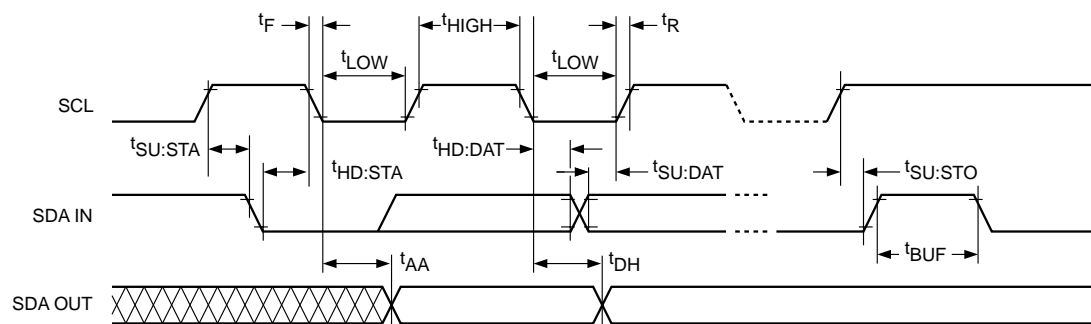 tF tHIGH tR
tLOW tLOW
SCL
tSU:STA tHD:DAT
tHD:STA tSU:DAT tSU:STO
SDA IN
tBUF
tAA tDH
SDA OUT